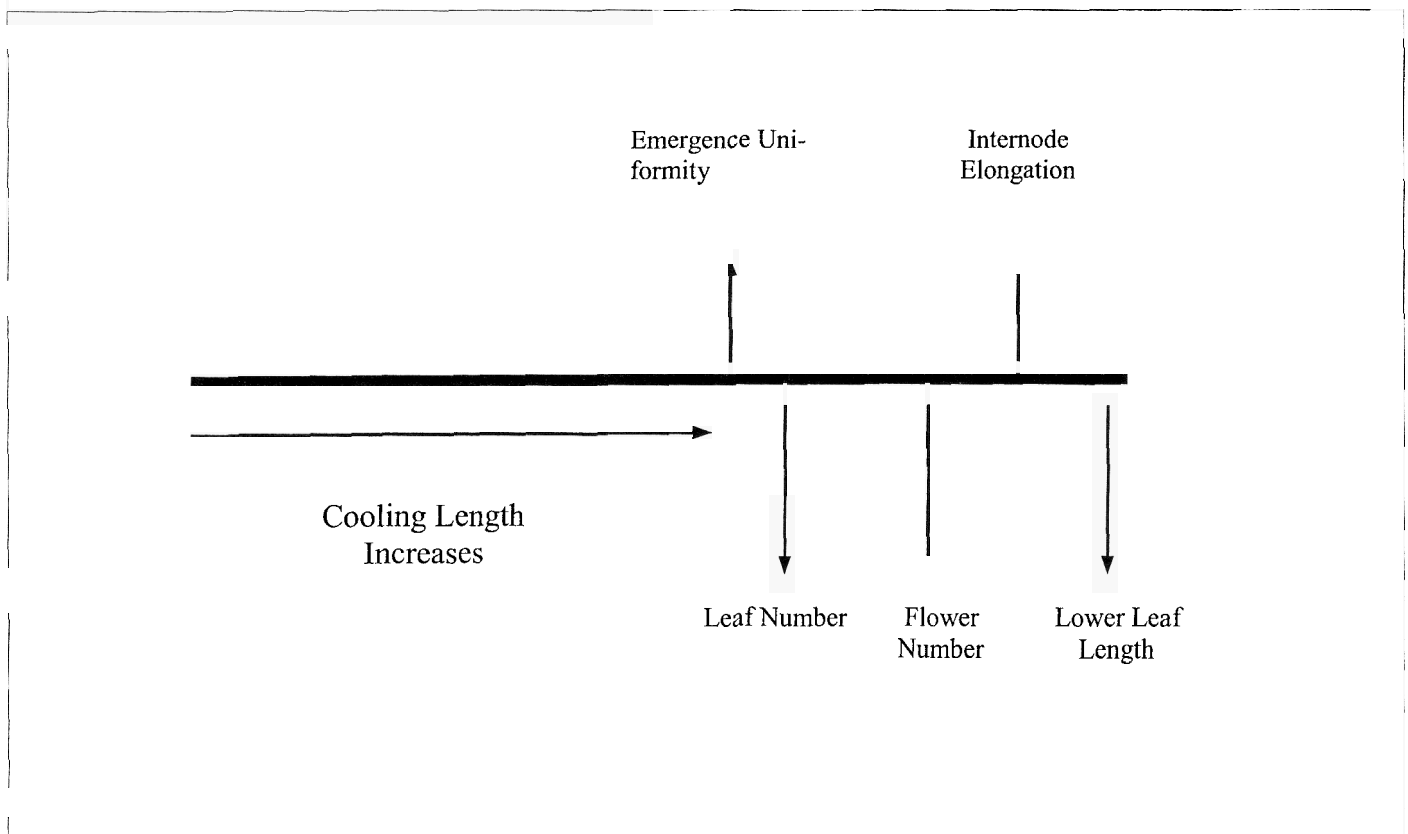 Emergence Uni-
formity
Internode
Elongation
Cooling Length
Increases
Leaf Number
Flower
Number
Lower Leaf
Length